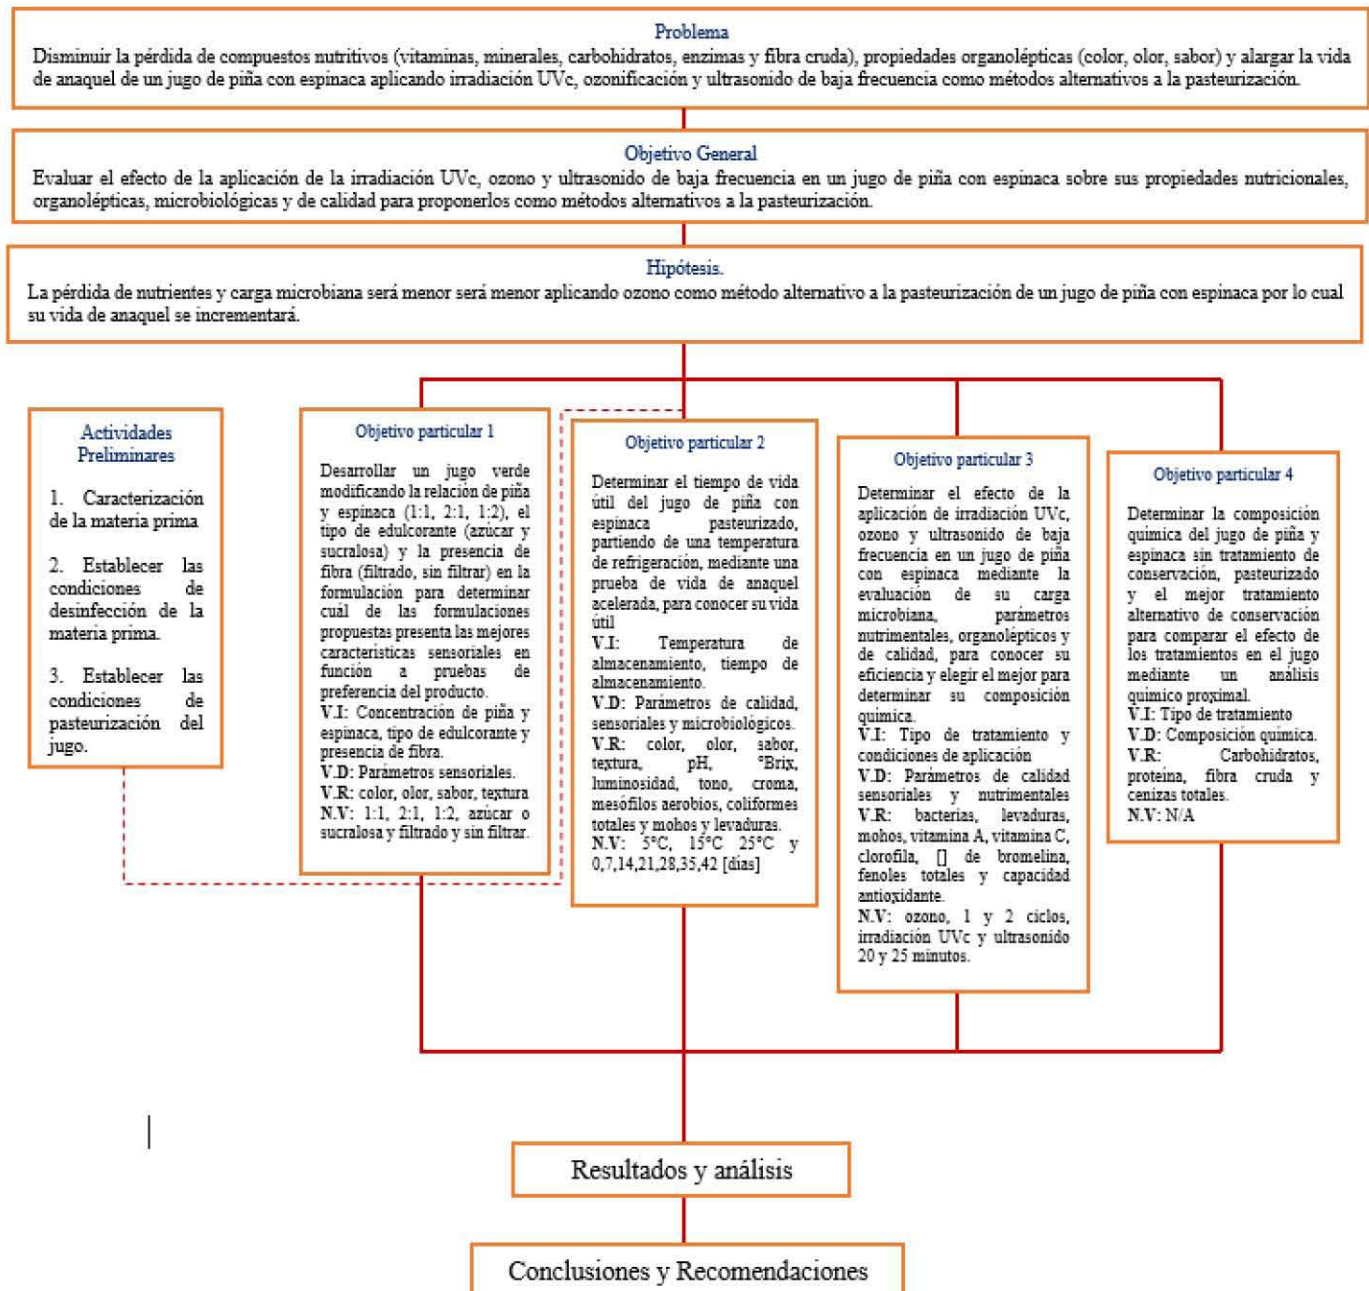 Problema
Disminuir la pérdida de compuestos nutritivos (vitaminas, minerales, carbohidratos, enzimas y fibra cruda), propiedades organolépticas (color, olor, sabor) y alargar la vida
de anaquel de un jugo de piña con espinaca aplicando irradiación UVc, ozonificación y ultrasonido de baja frecuencia como métodos alternativos a la pasteurización.
Objetivo General
Evaluar el efecto de la aplicación de la irradiación UVc, ozono y ultrasonido de baja frecuencia en un jugo de piña con espinaca sobre sus propiedades nutricionales,
organolépticas, microbiológicas y de calidad para proponerlos como métodos alternativos a la pasteurización.
Hipótesis.
La pérdida de nutrientes y carga microbiana será menor será menor aplicando ozono como método alternativo a la pasteurización de un jugo de piña con espinaca por lo cual
su vida de anaquel se incrementará.
Actividades
Preliminares
1. Caracterización
de la materia prima
2. Establecer las
condiciones de
desinfección de la
materia prima.
3. Establecer las
condiciones de
pasteurización del
jugo.
Objetivo particular 1
Desarrollar un jugo verde
modificando la relación de piña
y espinaca (1:1, 2:1, 1:2), el
tipo de edulcorante (azúcar y
sucralosa) y la presencia de
fibra (filtrado, sin filtrar) en la
formulación para determinar
cuál de las formulaciones
propuestas presenta las mejores
características sensoriales en
función a pruebas de
preferencia del producto.
V.I: Concentración de piña y
espinaca, tipo de edulcorante y
presencia de fibra.
V.D: Parámetros sensoriales.
V.R: color, olor, sabor, textura
N.V: 1:1, 2:1, 1:2, azúcar o
sucralosa y filtrado y sin filtrar.
Objetivo particular 2
Determinar el tiempo de vida
útil del jugo de piña con
espinaca pasteurizado,
partiendo de una temperatura
de refrigeración, mediante una
prueba de vida de anaquel
acelerada, para conocer su vida
útil
V.I: Temperatura de
almacenamiento, tiempo de
almacenamiento.
V.D: Parámetros de calidad,
sensoriales y microbiológicos.
V.R: color, olor, sabor,
textura, pH, °Brix,
luminosidad, tono, croma,
mesófilos aerobios, coliformes
totales y mohos y levaduras.
N.V: 5°C, 15°C 25°C y
0,7,14,21,28,35,42 [días]
Objetivo particular 3
Determinar el efecto de la
aplicación de irradiación UVc,
ozono y ultrasonido de baja
frecuencia en un jugo de piña
con espinaca mediante la
evaluación de su carga
microbiana, parámetros
nutrimentales, organolépticos y
de calidad, para conocer su
eficiencia y elegir el mejor para
determinar su composición
química.
V.I: Tipo de tratamiento y
condiciones de aplicación
V.D: Parámetros de calidad
sensoriales y nutrimentales
V.R: bacterias, levaduras,
mohos, vitamina A, vitamina C,
clorofila, [] de bromelina,
fenoles totales y capacidad
antioxidante.
N.V: ozono, 1 y 2 ciclos,
irradiación UVc y ultrasonido
20 y 25 minutos.
Objetivo particular 4
Determinar la composición
química del jugo de piña y
espinaca sin tratamiento de
conservación, pasteurizado
y el mejor tratamiento
alternativo de conservación
para comparar el efecto de
los tratamientos en el jugo
mediante un análisis
químico proximal.
V.I: Tipo de tratamiento
V.D: Composición química.
V.R: Carbohidratos,
proteína, fibra cruda y
cenizas totales.
N.V: N/A
Resultados y análisis
Conclusiones y Recomendaciones